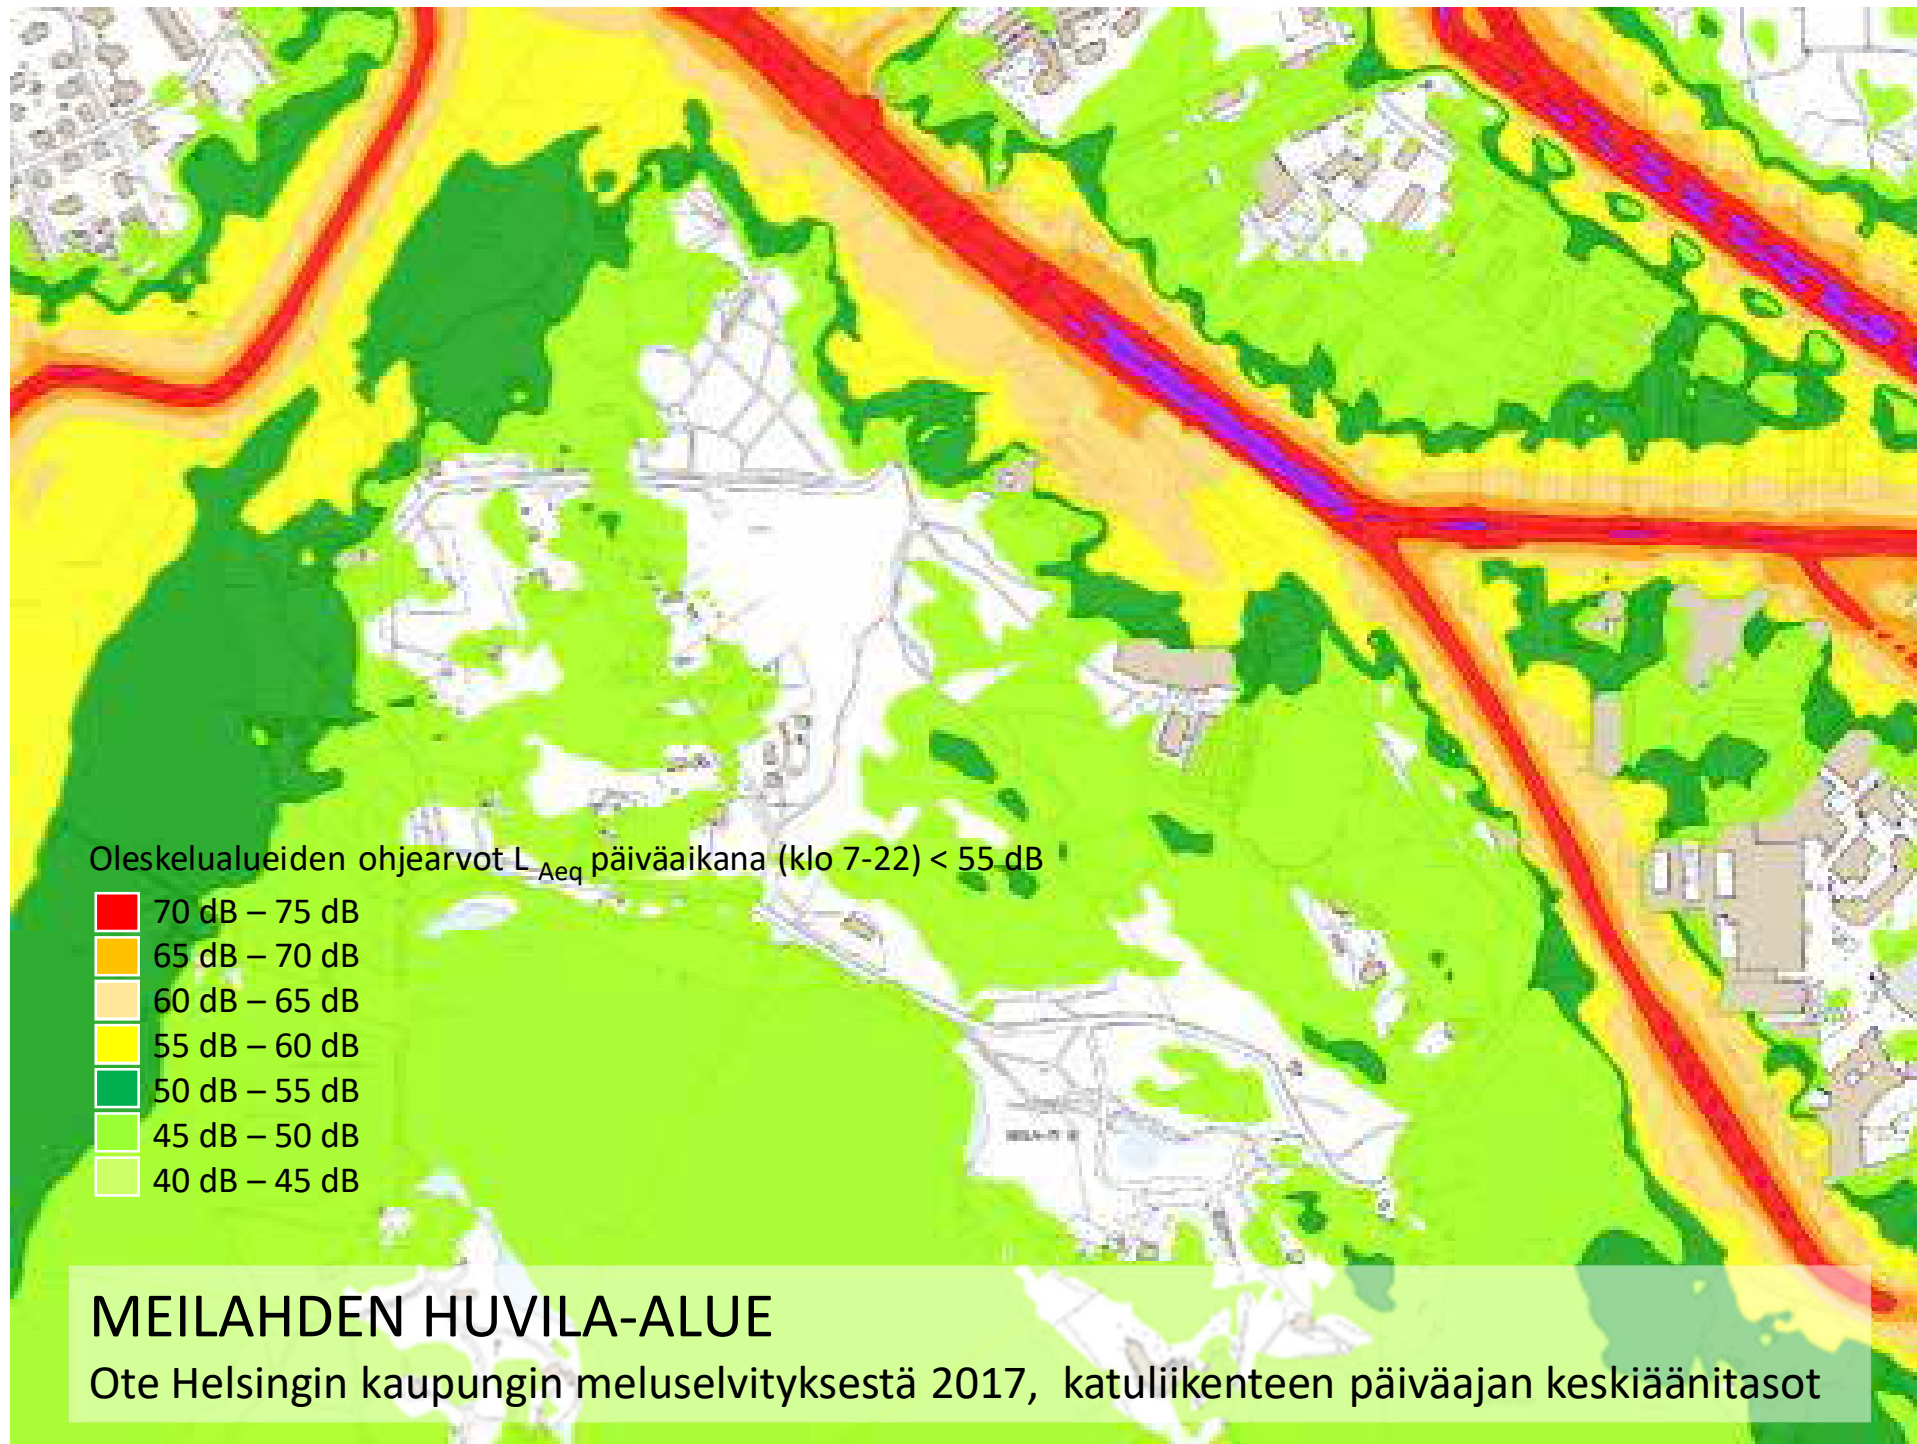 Oleskelualueiden ohjearvot L Aeq päiväaikana (klo 7-22) < 55 dB
70 dB – 75 dB
65 dB – 70 dB
60 dB – 65 dB
55 dB – 60 dB
50 dB – 55 dB
45 dB – 50 dB
40 dB – 45 dB
MEILAHDEN HUVILA-ALUE
Ote Helsingin kaupungin meluselvityksestä 2017, katuliikenteen päiväajan keskiäänitasot